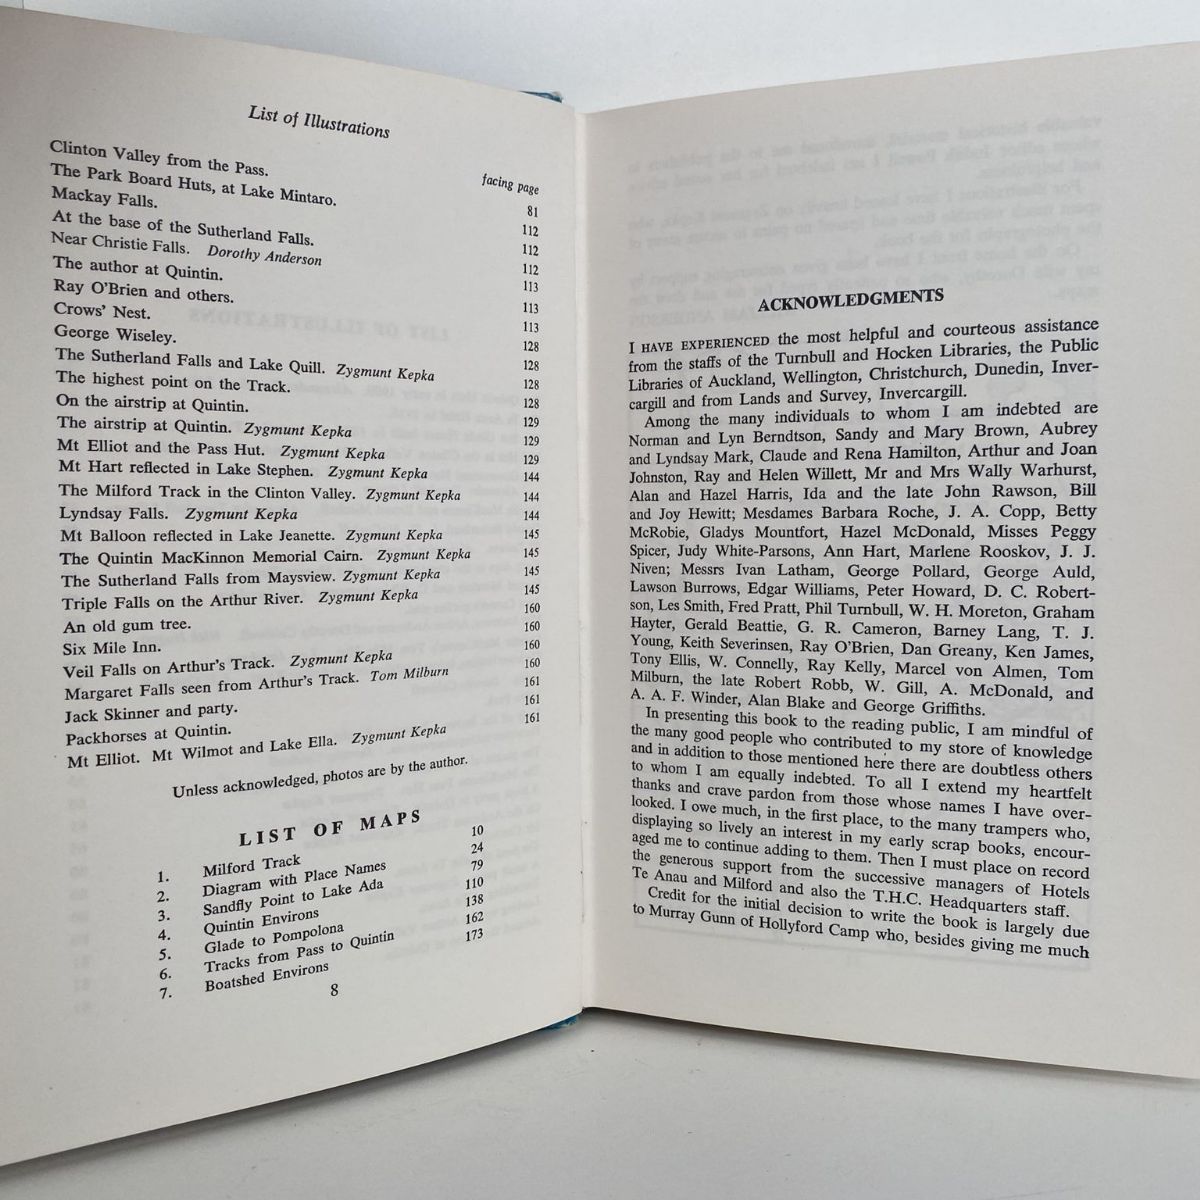 List of Illustrations
facing page
Clinton Valley from the Pass. 81
The Park Board Huts, at Lake Mintaro. 112
Mackay Falls. 112
At the base of the Sutherland Falls. 112
Near Christie Falls. Dorothy Anderson 113
The author at Quintin. 113
Ray O'Brien and others. 113
Crows' Nest. 128
George Wiseley. 128
The Sutherland Falls and Lake Quill. Zygmunt Kepka 128
The highest point on the Track. 128
On the airstrip at Quintin. 129
The airstrip at Quintin. Zygmunt Kepka 129
Mt Elliot and the Pass Hut. Zygmunt Kepka 129
Mt Hart reflected in Lake Stephen. Zygmunt Kepka 144
The Milford Track in the Clinton Valley. Zygmunt Kepka 144
Lyndsay Falls. Zygmunt Kepka 144
Mt Balloon reflected in Lake Jeanette. Zygmunt Kepka 145
The Quintin MacKinnon Memorial Cairn. Zygmunt Kepka 145
The Sutherland Falls from Maysview. Zygmunt Kepka 145
Triple Falls on the Arthur River. Zygmunt Kepka 145
An old gum tree. 160
Six Mile Inn. 160
Veil Falls on Arthur's Track. Zygmunt Kepka 160
Margaret Falls seen from Arthur's Track. Tom Milburn 160
Jack Skinner and party. 161
Packhorses at Quintin. 161
Mt Elliot. Mt Wilmot and Lake Ella. Zygmunt Kepka 161
Unless acknowledged, photos are by the author.
LIST OF MAPS
1. Milford Track 10
2. Diagram with Place Names 24
3. Sandfly Point to Lake Ada 79
4. Quintin Environs 110
5. Glade to Pompolona 138
6. Tracks from Pass to Quintin 162
7. Boatshed Environs 173
8
ACKNOWLEDGMENTS
I HAVE EXPERIENCED the most helpful and courteous assistance
from the staffs of the Turnbull and Hocken Libraries, the Public
Libraries of Auckland, Wellington, Christchurch, Dunedin, Inver-
cargill and from Lands and Survey, Invercargill.
Among the many individuals to whom I am indebted are
Norman and Lyn Berndtson, Sandy and Mary Brown, Aubrey
and Lyndsay Mark, Claude and Rena Hamilton, Arthur and Joan
Johnston, Ray and Helen Willett, Mr and Mrs Wally Warhurst,
Alan and Hazel Harris, Ida and the late John Rawson, Bill
and Joy Hewitt; Mesdames Barbara Roche, J. A. Copp, Betty
McRobie, Gladys Mountfort, Hazel McDonald, Misses Peggy
Spicer, Judy White-Parsons, Ann Hart, Marlene Rooskov, J. J.
Niven; Messrs Ivan Latham, George Pollard, George Auld,
Lawson Burrows, Edgar Williams, Peter Howard, D. C. Robert-
son, Les Smith, Fred Pratt, Phil Turnbull, W. H. Moreton, Graham
Hayter, Gerald Beattie, G. R. Cameron, Barney Lang, T. J.
Young, Keith Severinsen, Ray O'Brien, Dan Greany, Ken James,
Tony Ellis, W. Connelly, Ray Kelly, Marcel von Almen, Tom
Milburn, the late Robert Robb, W. Gill, A. McDonald, and
A. A. F. Winder, Alan Blake and George Griffiths.
In presenting this book to the reading public, I am mindful of
the many good people who contributed to my store of knowledge
and in addition to those mentioned here there are doubtless others
to whom I am equally indebted. To all I extend my heartfelt
thanks and crave pardon from those whose names I have over-
looked. I owe much, in the first place, to the many trampers who,
displaying so lively an interest in my early scrap books, encour-
aged me to continue adding to them. Then I must place on record
the generous support from the successive managers of Hotels
Te Anau and Milford and also the T.H.C. Headquarters staff.
Credit for the initial decision to write the book is largely due
to Murray Gunn of Hollyford Camp who, besides giving me much